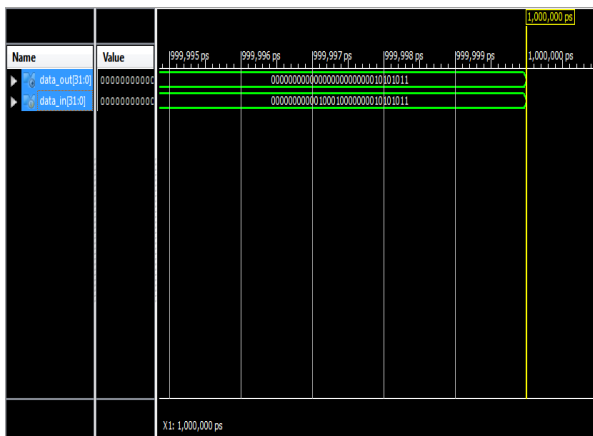 1,000,000 ps
Name Value 999,995 ps 999,996 ps 999,997 ps 999,998 ps 999,999 ps 1,000,000 ps
data_out[31:0] 00000000000 00000000000000000000000010101011
data_in[31:0] 00000000000 00000000001000100000000010101011
X1: 1,000,000 ps